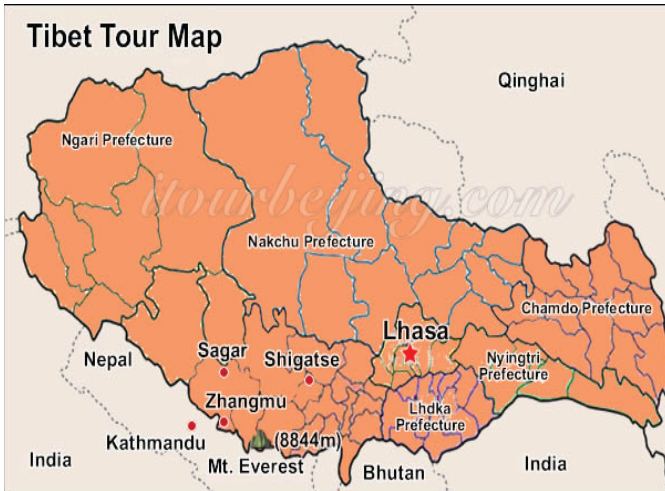 Tibet Tour Map
Qinghai
Ngari Prefecture
itourbeijing.com
Nakchu Prefecture
Chamdo Prefecture
Lhasa
Nepal
Sagar
Shigatse
Nyingtri
Prefecture
Zhangmu
Lhdka
Prefecture
Kathmandu
(8844m)
India
Mt. Everest
Bhutan
India